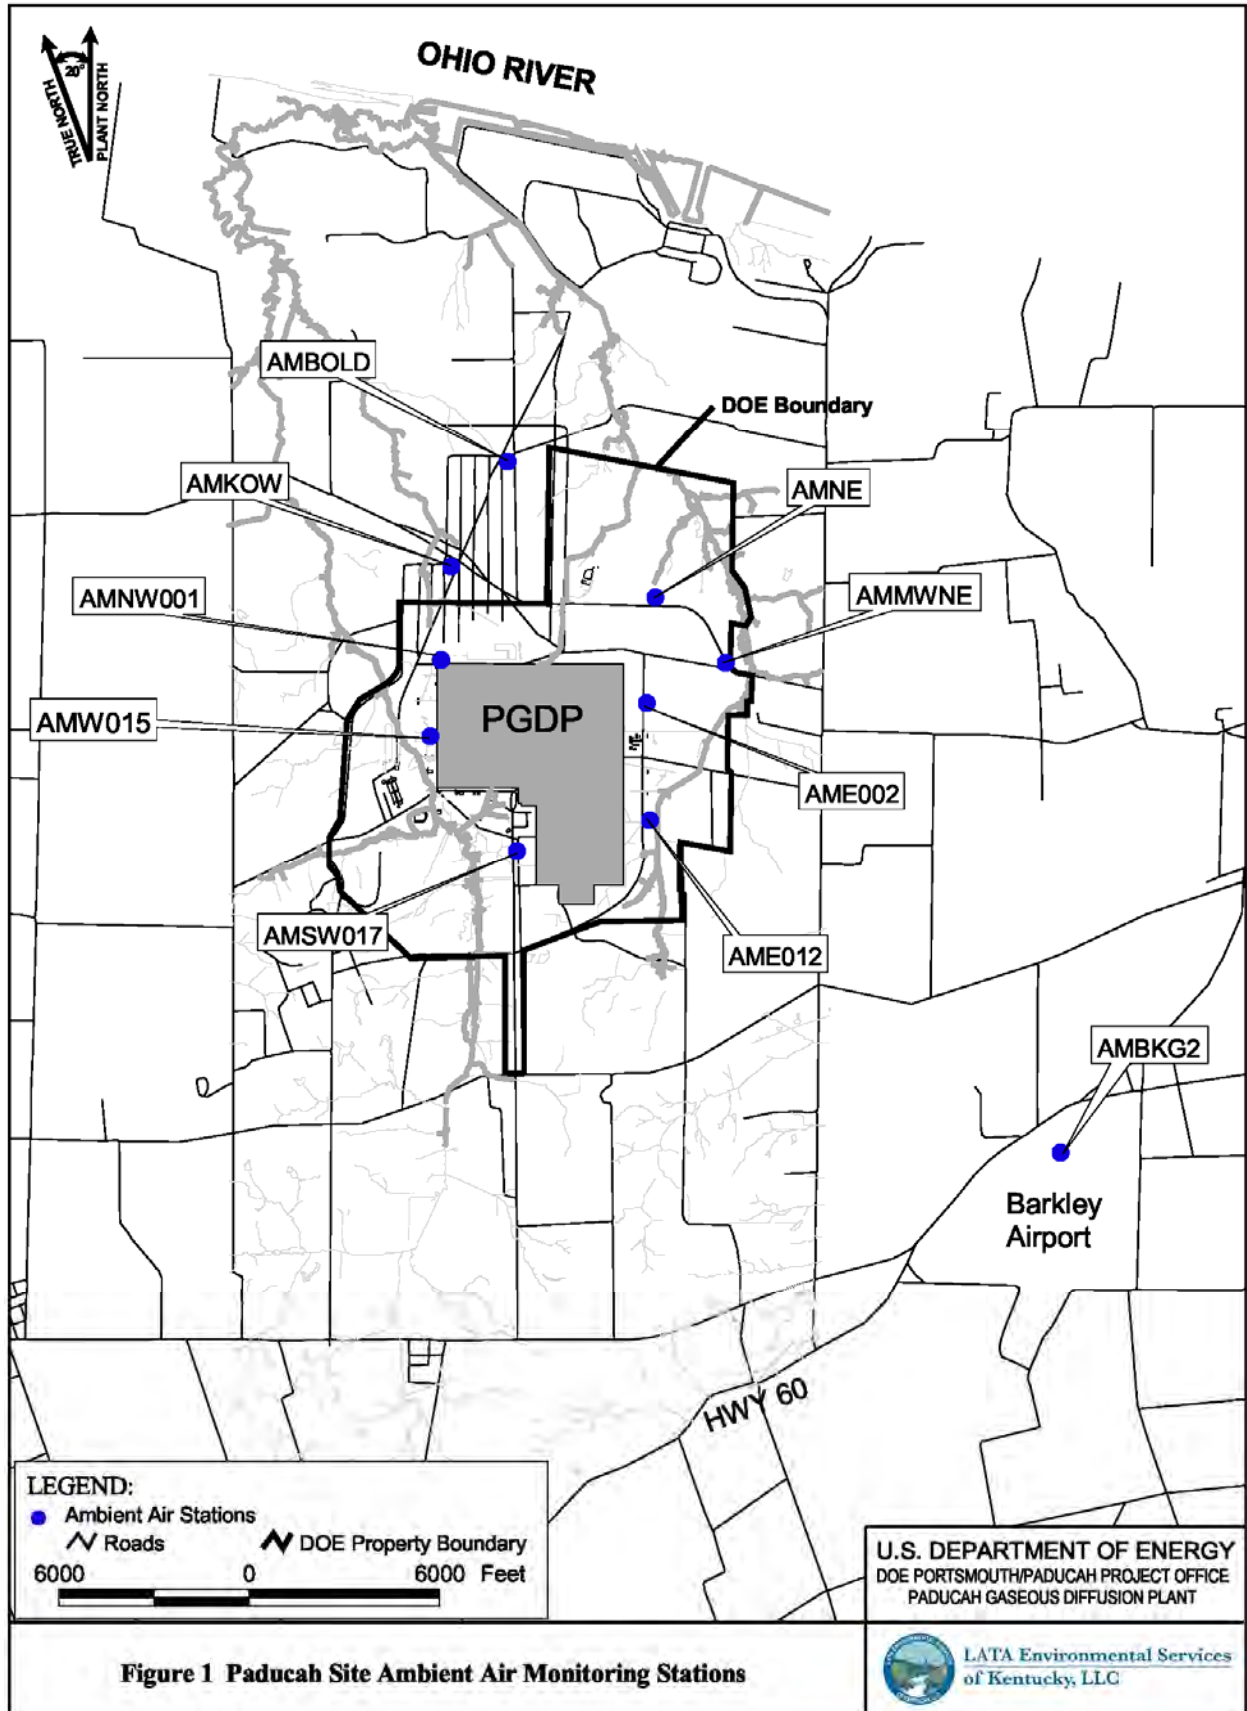 OHIO RIVER
20°
TRUE NORTH
PLANT NORTH
AMBOLD
DOE Boundary
AMKOW
AMNE
AMNW001
AMMWNE
AMW015
PGDP
AME002
AMSW017
AME012
AMBKG2
Barkley
Airport
HWY 60
LEGEND:
Ambient Air Stations
Roads
DOE Property Boundary
6000 0 6000 Feet
U.S. DEPARTMENT OF ENERGY
DOE PORTSMOUTH/PADUCAH PROJECT OFFICE
PADUCAH GASEOUS DIFFUSION PLANT
Figure 1 Paducah Site Ambient Air Monitoring Stations
LATA Environmental Services
of Kentucky, LLC